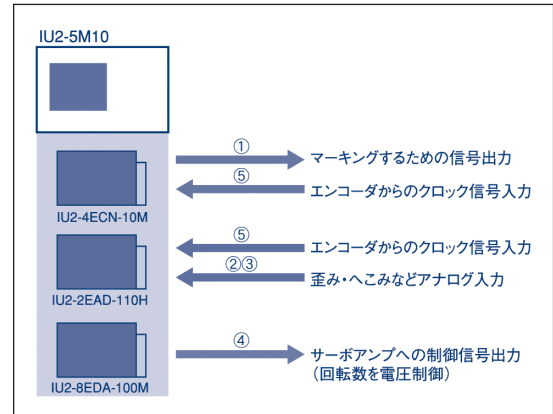 IU2-5M10
①
マーキングするための信号出力
⑤
エンコーダからのクロック信号入力
IU2-4ECN-10M
⑤
エンコーダからのクロック信号入力
②③
歪み・へこみなどアナログ入力
IU2-2EAD-110H
④
サーボアンプへの制御信号出力
(回転数を電圧制御)
IU2-8EDA-100M